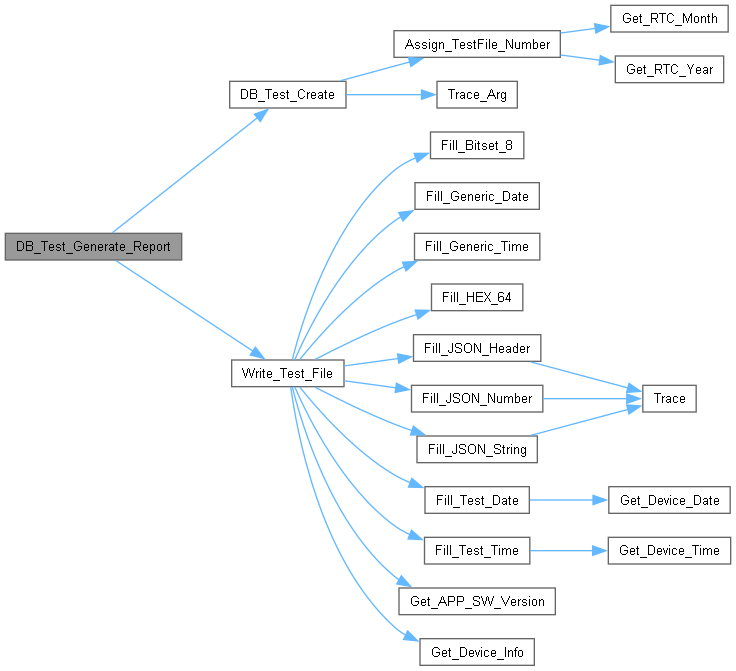 Get_RTC_Month
Assign_TestFile_Number
Get_RTC_Year
DB_Test_Create
Trace_Arg
Fill_Bitset_8
Fill_Generic_Date
DB_Test_Generate_Report
Fill_Generic_Time
Fill_HEX_64
Fill_JSON_Header
Write_Test_File
Fill_JSON_Number
Trace
Fill_JSON_String
Fill_Test_Date
Get_Device_Date
Fill_Test_Time
Get_Device_Time
Get_APP_SW_Version
Get_Device_Info